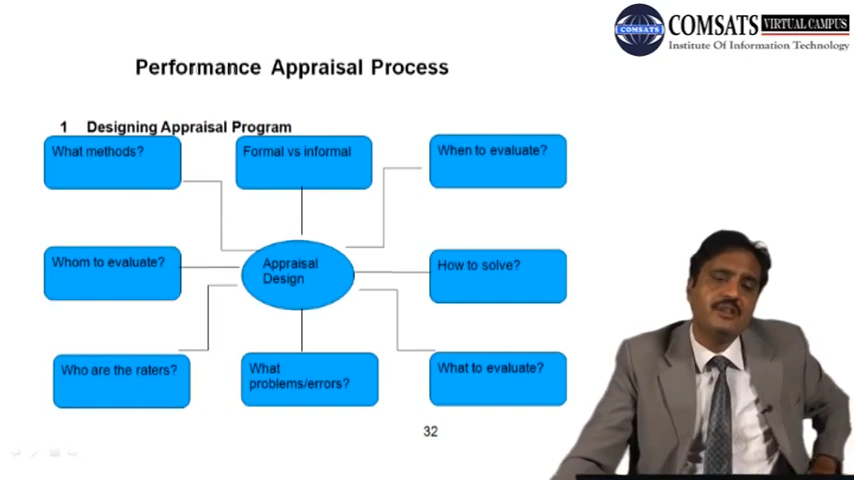 COMSATS VIRTUAL CAMPUS
COMSATS
Institute Of Information Technology
Performance Appraisal Process
1 Designing Appraisal Program
What methods?
Formal vs informal
When to evaluate?
Whom to evaluate?
Appraisal
Design
How to solve?
Who are the raters?
What
problems/errors?
What to evaluate?
32